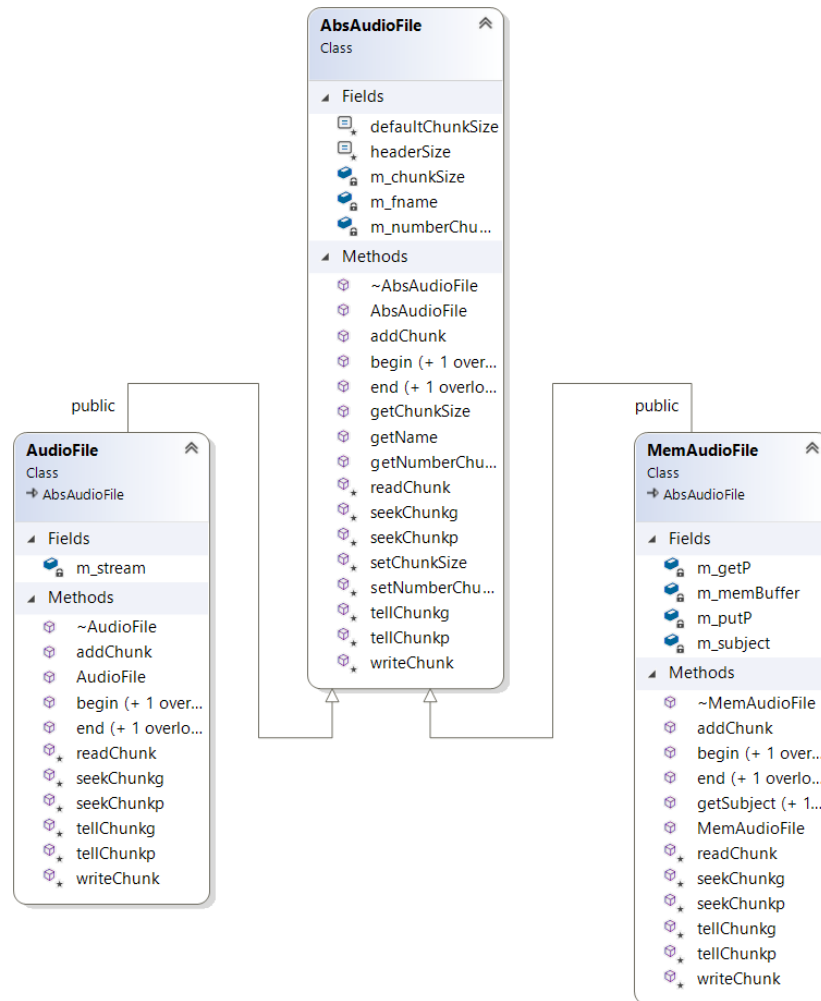 AbsAudioFile
Class
Fields
defaultChunkSize
headerSize
m_chunkSize
m_fname
m_numberChu...
Methods
~AbsAudioFile
AbsAudioFile
addChunk
begin (+ 1 over...
end (+ 1 overlo...
getChunkSize
getName
getNumberChu...
readChunk
seekChunkg
seekChunkp
setChunkSize
setNumberChu...
tellChunkg
tellChunkp
writeChunk
public
AudioFile
Class
AbsAudioFile
Fields
m_stream
Methods
~AudioFile
addChunk
AudioFile
begin (+ 1 over...
end (+ 1 overlo...
readChunk
seekChunkg
seekChunkp
tellChunkg
tellChunkp
writeChunk
public
MemAudioFile
Class
AbsAudioFile
Fields
m_getP
m_memBuffer
m_putP
m_subject
Methods
~MemAudioFile
addChunk
begin (+ 1 over...
end (+ 1 overlo...
getSubject (+ 1...
MemAudioFile
readChunk
seekChunkg
seekChunkp
tellChunkg
tellChunkp
writeChunk